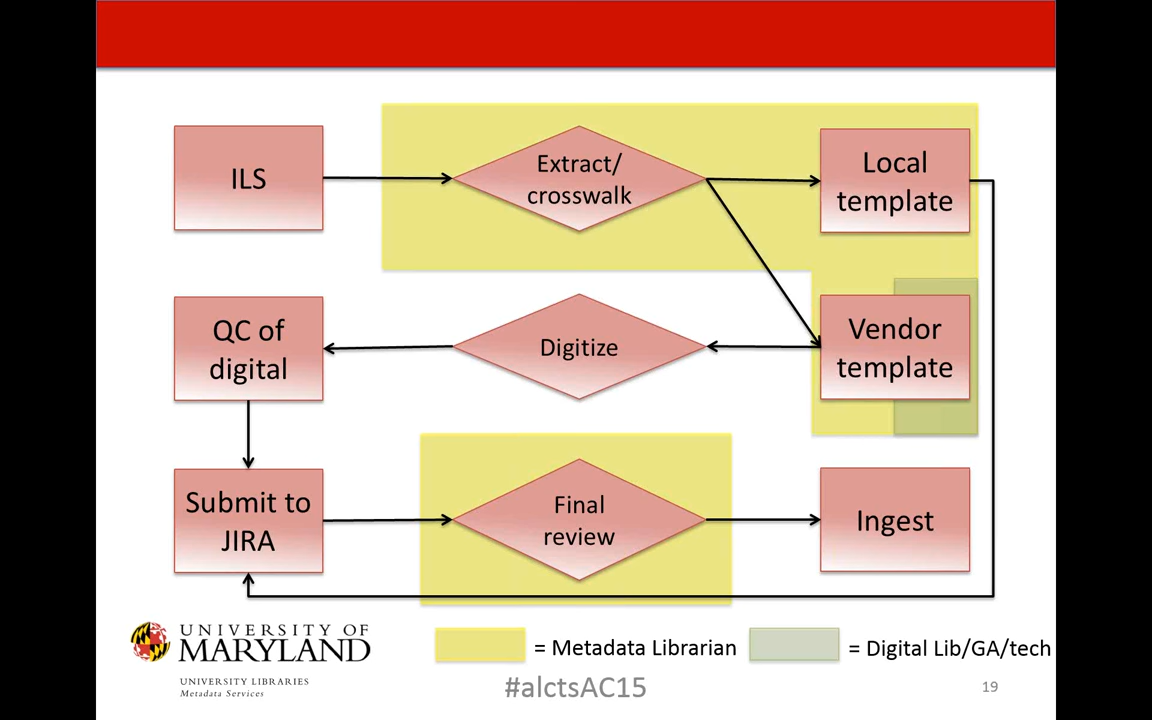 ILS
Extract/
crosswalk
Local
template
QC of
digital
Digitize
Vendor
template
Submit to
JIRA
Final
review
Ingest
UNIVERSITY OF
MARYLAND
UNIVERSITY LIBRARIES
Metadata Services
= Metadata Librarian
= Digital Lib/GA/tech
#alctsAC15
19